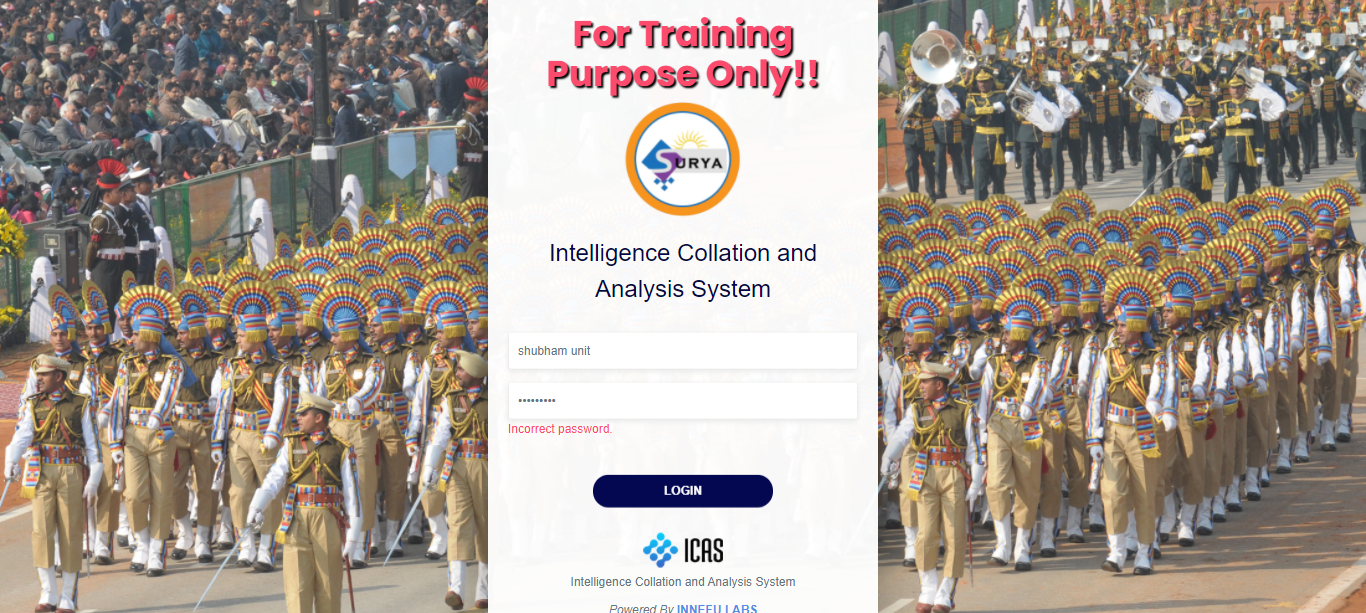 For Training
Purpose Only!!
SURYA
Intelligence Collation and
Analysis System
shubham unit
•••••••••
Incorrect password.
LOGIN
ICAS
Intelligence Collation and Analysis System
Powered By INNEFU LABS
JBL